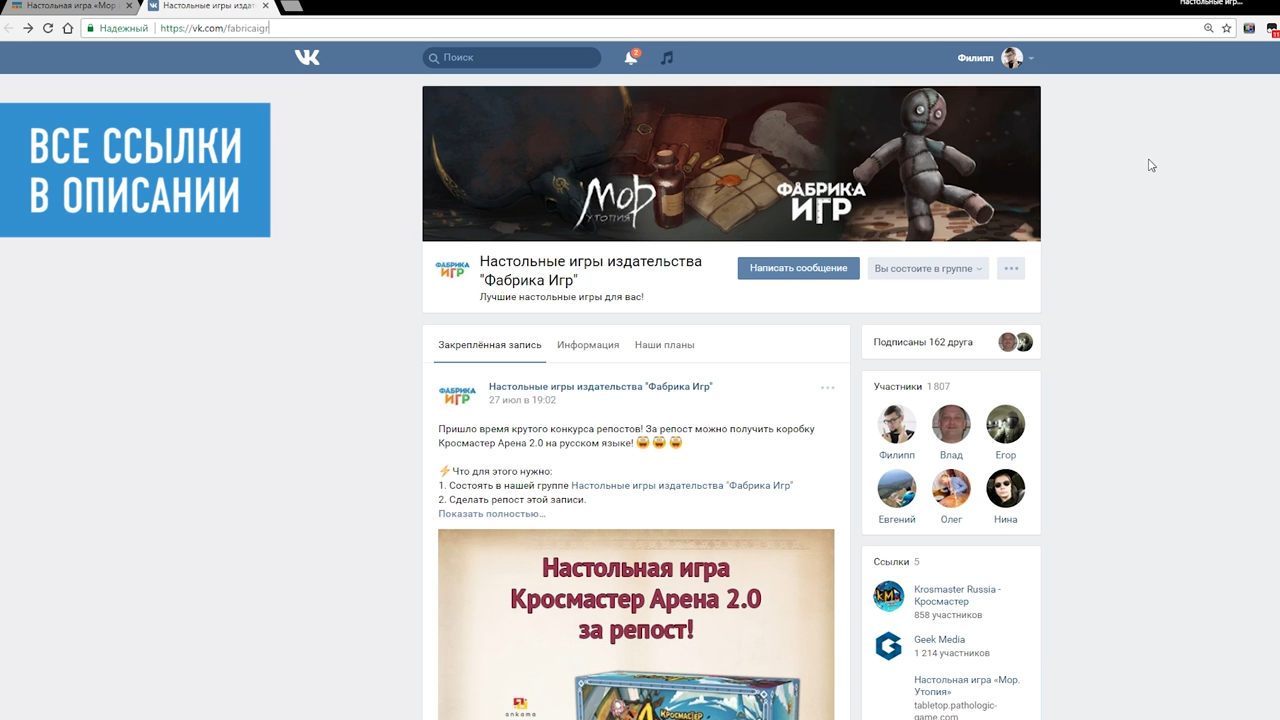 Настольная игра «Мор
Настольные игры издат
Настольные игр...
Надежный
https://vk.com/fabricaigr
11
Поиск
2
Филипп
ВСЕ ССЫЛКИ
В ОПИСАНИИ
Мор
УТОПИЯ
ФАБРИКА
ИГР
ФАБРИКА
ИГР
Настольные игры издательства
"Фабрика Игр"
Лучшие настольные игры для вас!
Написать сообщение
Вы состоите в группе
Закреплённая запись
Информация
Наши планы
ФАБРИКА
ИГР
Настольные игры издательства "Фабрика Игр"
27 июл в 19:02
Пришло время крутого конкурса репостов! За репост можно получить коробку
Кросмастер Арена 2.0 на русском языке!
Что для этого нужно:
1. Состоять в нашей группе Настольные игры издательства "Фабрика Игр"
2. Сделать репост этой записи.
Показать полностью...
Настольная игра
Кросмастер Арена 2.0
за репост!
ankama
КРОСМАСТЕР
Подписаны 162 друга
Участники 1 807
Филипп
Влад
Егор
Евгений
Олег
Нина
Ссылки 5
Krosmaster Russia -
Кросмастер
858 участников
Geek Media
1 214 участников
Настольная игра «Мор.
Утопия»
tabletop.pathologic-
game.com